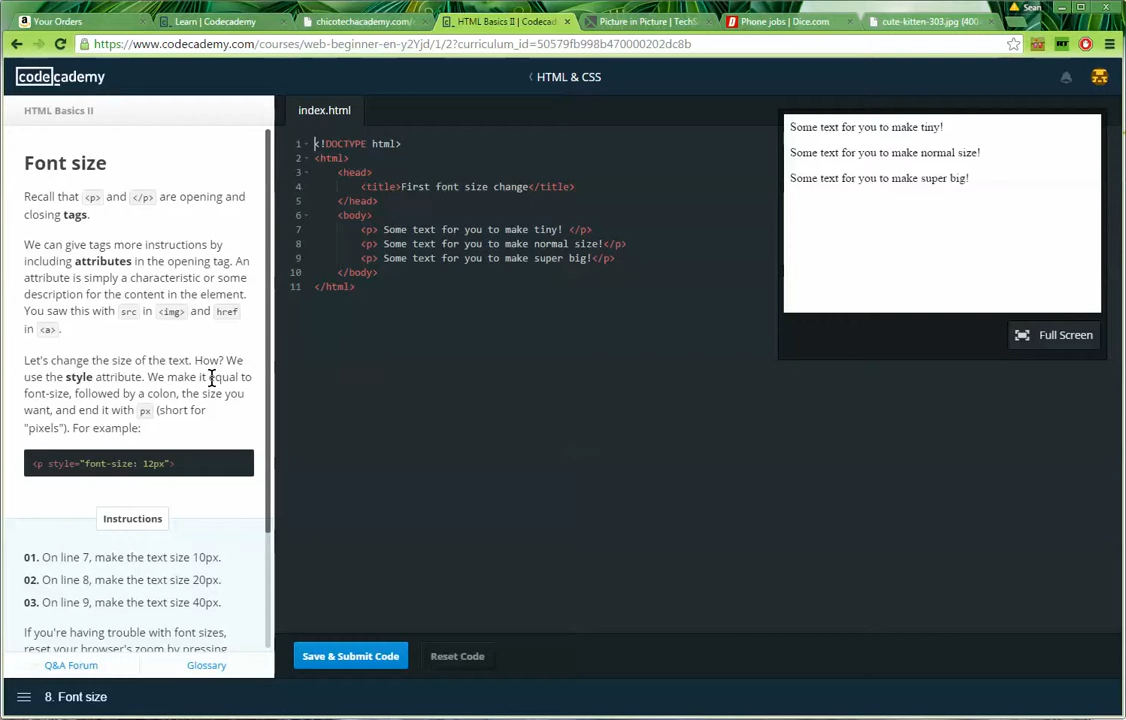 Sean
Your Orders
Learn | Codecademy
chicotechacademy.com/e
HTML Basics II | Codecad
Picture in Picture | TechS
Phone jobs | Dice.com
cute-kitten-303.jpg (400×
https://www.codecademy.com/courses/web-beginner-en-y2Yjd/1/2?curriculum_id=50579fb998b470000202dc8b
codecademy
HTML & CSS
HTML Basics II
index.html
Font size
Recall that <p> and </p> are opening and
closing tags.
We can give tags more instructions by
including attributes in the opening tag. An
attribute is simply a characteristic or some
description for the content in the element.
You saw this with src in <img> and href
in <a>.
Let's change the size of the text. How? We
use the style attribute. We make it equal to
font-size, followed by a colon, the size you
want, and end it with px (short for
"pixels"). For example:
<p style="font-size: 12px">
Instructions
01. On line 7, make the text size 10px.
02. On line 8, make the text size 20px.
03. On line 9, make the text size 40px.
If you're having trouble with font sizes,
reset your browser's zoom by pressing
Q&A Forum
Glossary
1 <!DOCTYPE html>
2 <html>
3 <head>
4 <title>First font size change</title>
5 </head>
6 <body>
7 <p> Some text for you to make tiny! </p>
8 <p> Some text for you to make normal size!</p>
9 <p> Some text for you to make super big!</p>
10 </body>
11 </html>
Some text for you to make tiny!
Some text for you to make normal size!
Some text for you to make super big!
Full Screen
Save & Submit Code
Reset Code
8. Font size